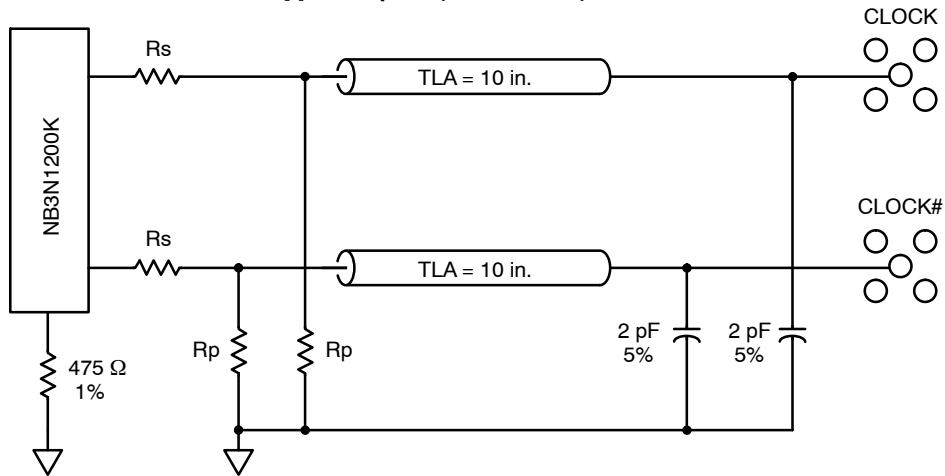 CLOCK
Rs
TLA = 10 in.
NB3N1200K
CLOCK#
Rs
TLA = 10 in.
Rp
Rp
2 pF
5%
2 pF
5%
475 Ω
1%